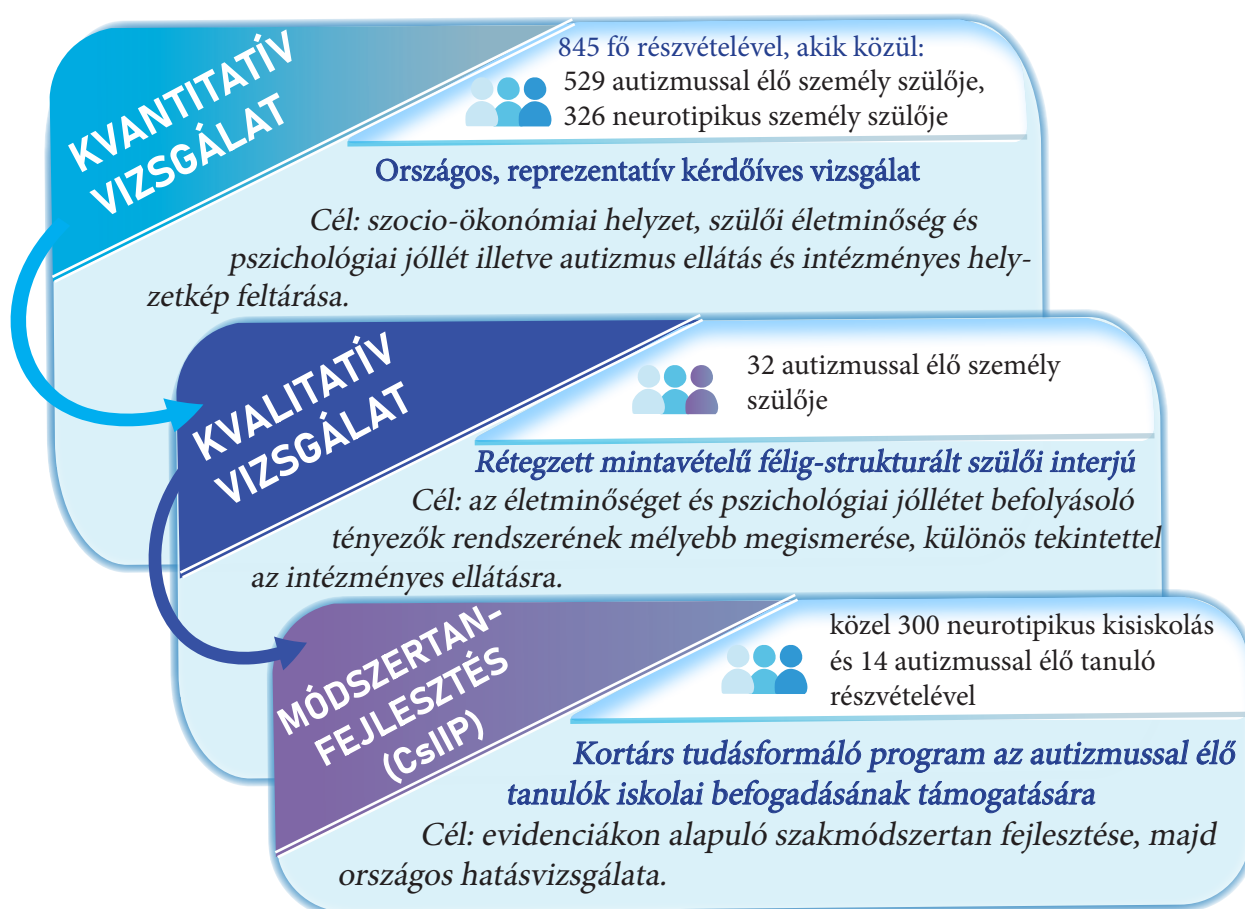 KVANTITATÍV
VIZSGÁLAT
845 fő részvételével, akik közül:
529 autizmussal élő személy szülője,
326 neurotipikus személy szülője
Országos, reprezentatív kérdőíves vizsgálat
Cél: szocio-ökonómiai helyzet, szülői életminőség és
pszichológiai jóllét illetve autizmus ellátás és intézményes hely-
zetkép feltárása.
KVALITATÍV
VIZSGÁLAT
32 autizmussal élő személy
szülője
Rétegzett mintavételű félig-strukturált szülői interjú
Cél: az életminőséget és pszichológiai jóllétet befolyásoló
tényezők rendszerének mélyebb megismerése, különös tekintettel
az intézményes ellátásra.
MÓDSZERTAN-
FEJLESZTÉS
(CsIIP)
közel 300 neurotipikus kisiskolás
és 14 autizmussal élő tanuló
részvételével
Kortárs tudásformáló program az autizmussal élő
tanulók iskolai befogadásának támogatására
Cél: evidenciákon alapuló szakmódszertan fejlesztése, majd
országos hatásvizsgálata.